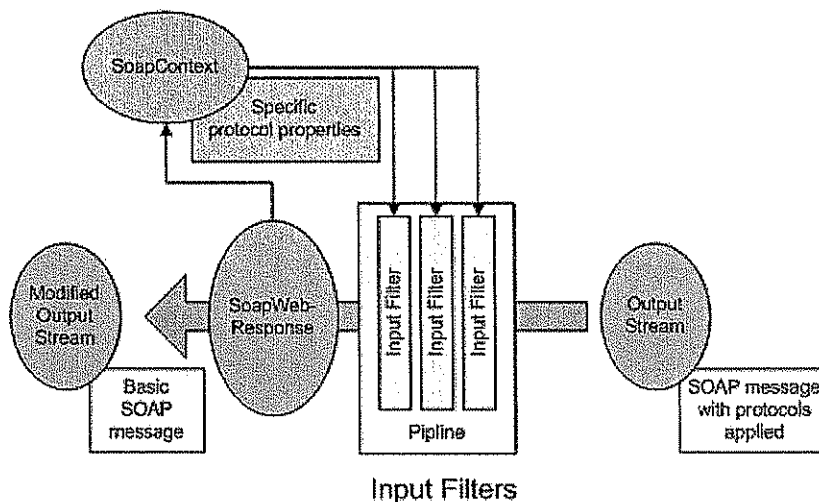 SoapContext
Specific
protocol properties
Modified
Output
Stream
Basic
SOAP
message
SoapWeb-
Response
Input Filter
Input Filter
Input Filter
Pipline
Output
Stream
SOAP message
with protocols
applied
Input Filters